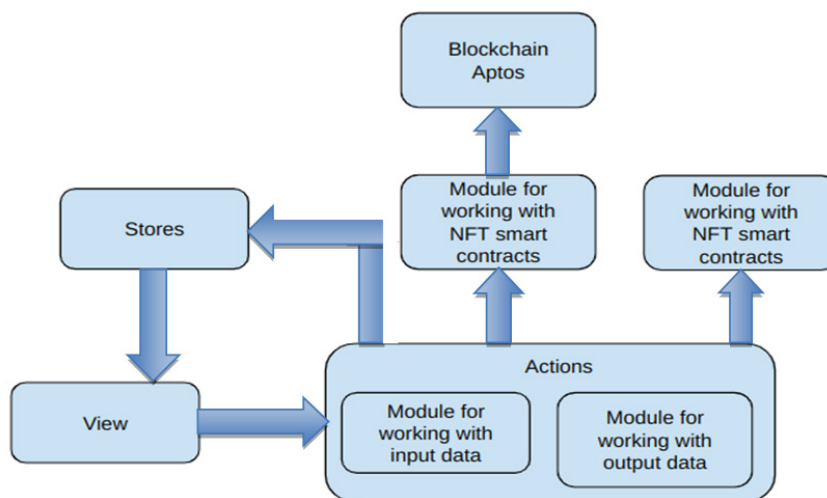 Blockchain
Aptos
Module for
working with
NFT smart
contracts
Module for
working with
NFT smart
contracts
Stores
View
Actions
Module for
working with
input data
Module for
working with
output data